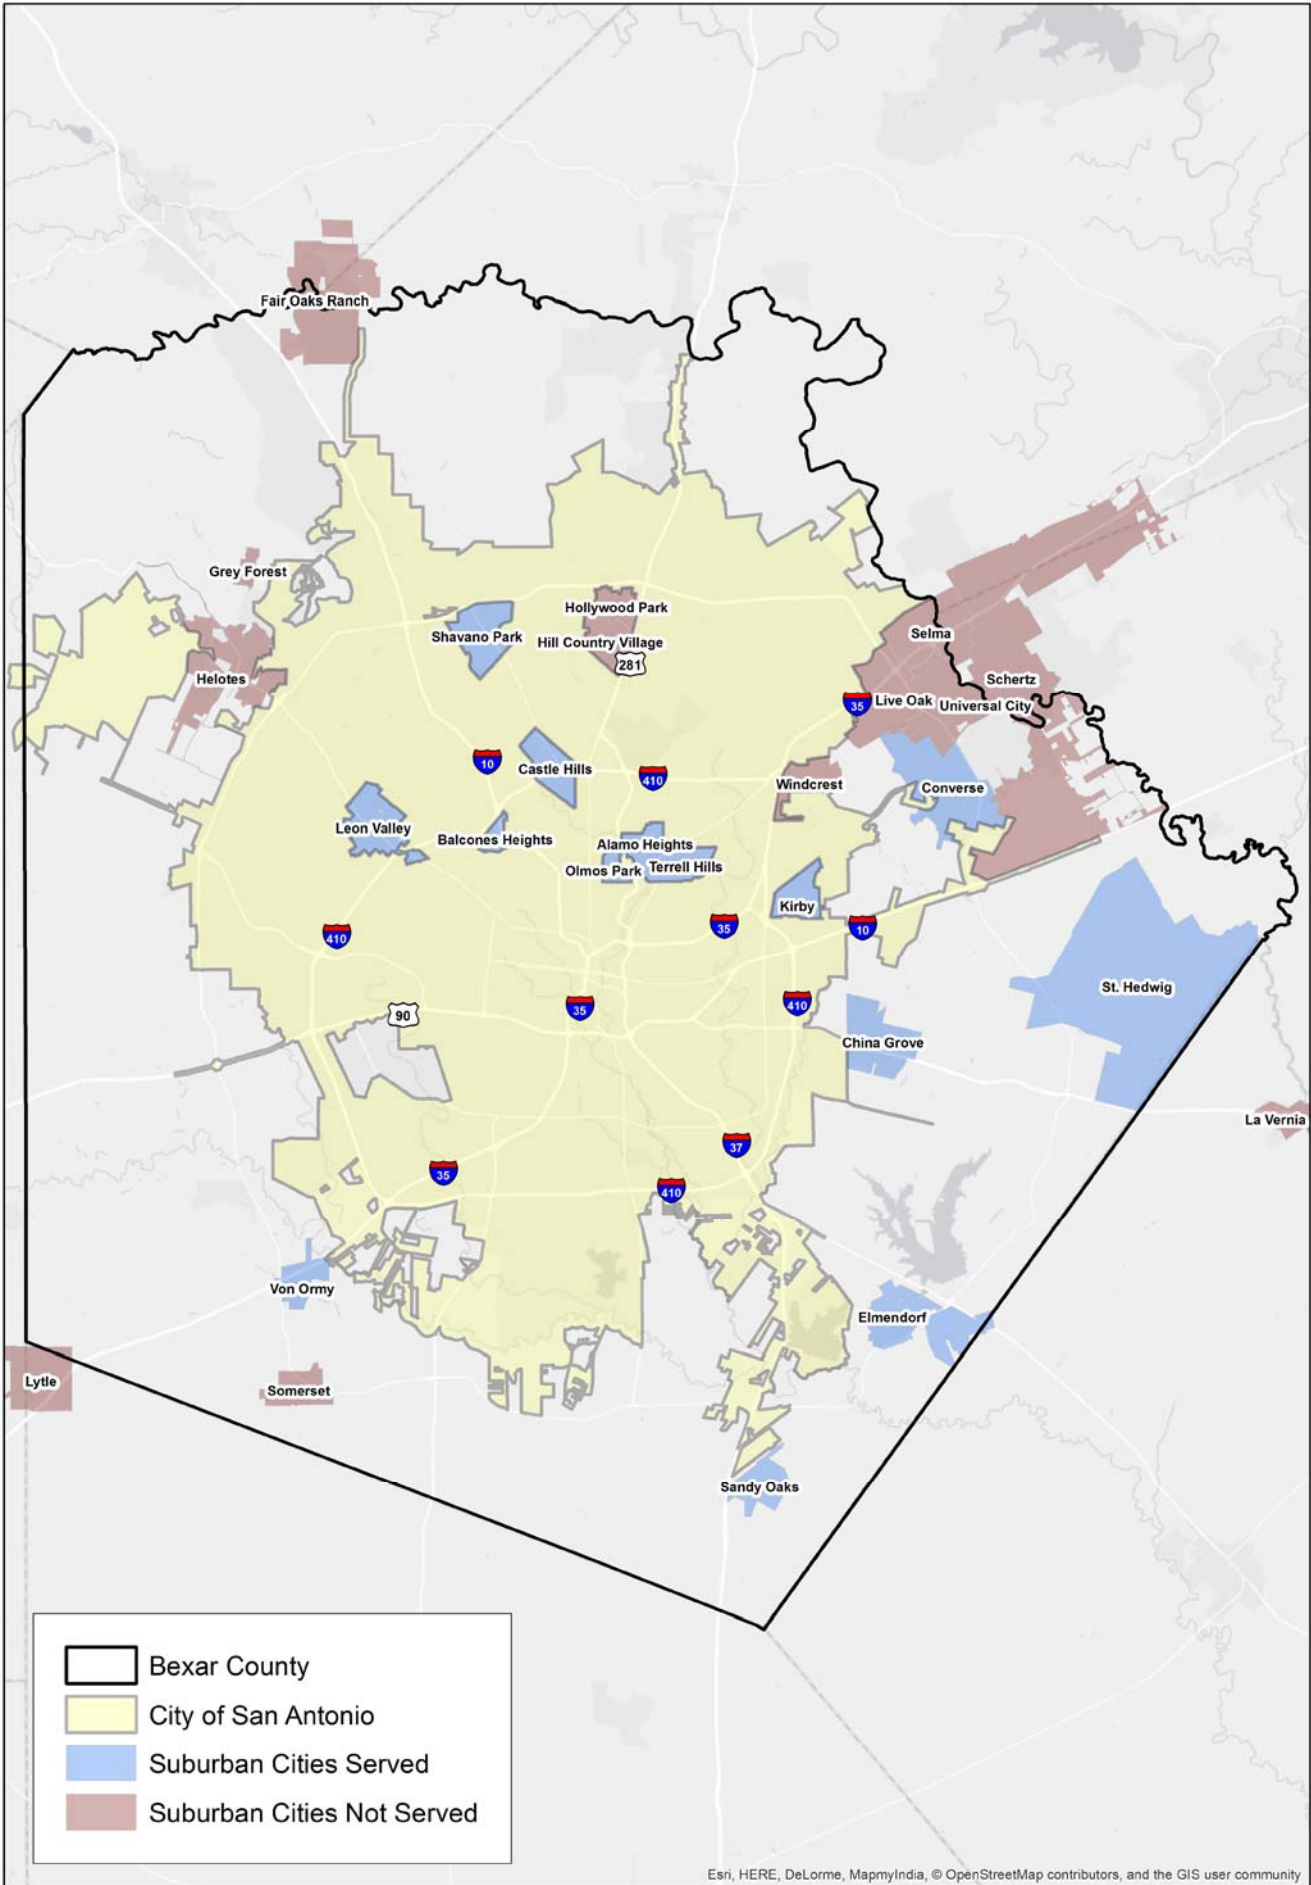 Fair Oaks Ranch
Grey Forest
Hollywood Park
Shavano Park
Hill Country Village
281
Selma
Helotes
Schertz
35
Live Oak
Universal City
10
Castle Hills
410
Windcrest
Converse
Leon Valley
Balcones Heights
Alamo Heights
Olmos Park
Terrell Hills
Kirby
410
35
10
St. Hedwig
35
410
90
China Grove
La Vernia
37
35
410
Von Ormy
Elmendorf
Lytle
Somerset
Sandy Oaks
Bexar County
City of San Antonio
Suburban Cities Served
Suburban Cities Not Served
Esri, HERE, DeLorme, MapmyIndia, © OpenStreetMap contributors, and the GIS user community